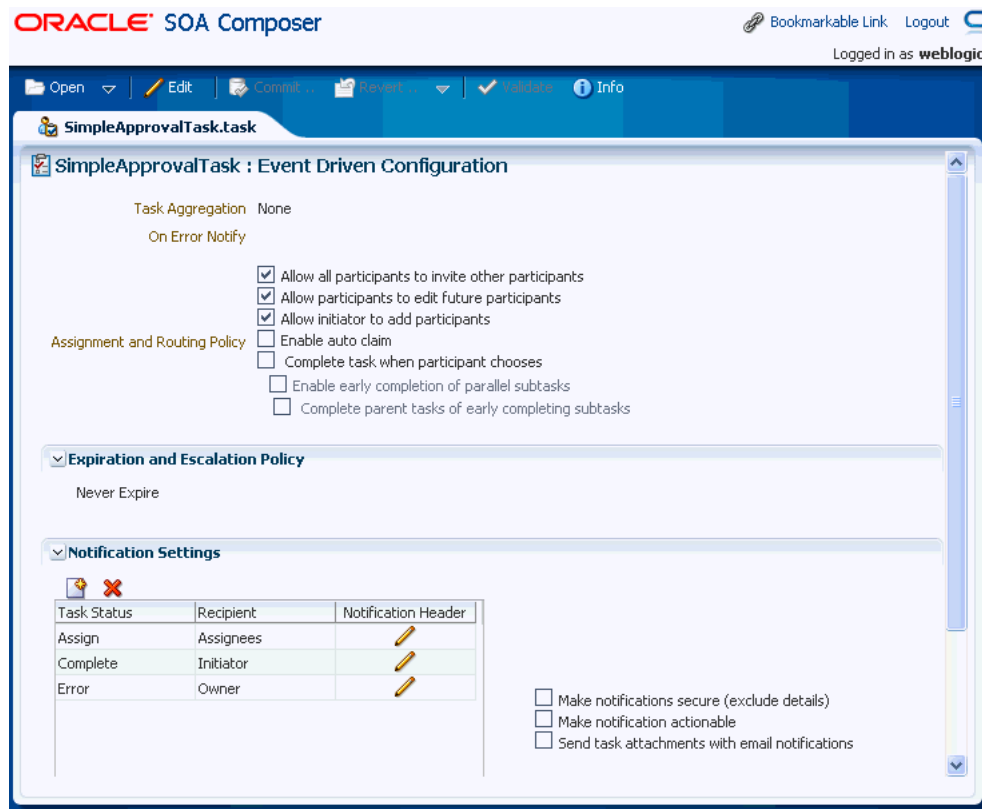 ORACLE SOA Composer
Bookmarkable Link Logout
Logged in as weblogic
Open Edit Commit .. Revert .. Validate Info
SimpleApprovalTask.task
SimpleApprovalTask : Event Driven Configuration
Task Aggregation None
On Error Notify
Allow all participants to invite other participants
Allow participants to edit future participants
Allow initiator to add participants
Assignment and Routing Policy Enable auto claim
Complete task when participant chooses
Enable early completion of parallel subtasks
Complete parent tasks of early completing subtasks
Expiration and Escalation Policy
Never Expire
Notification Settings
Task Status Recipient Notification Header
Assign Assignees
Complete Initiator
Error Owner
Make notifications secure (exclude details)
Make notification actionable
Send task attachments with email notifications